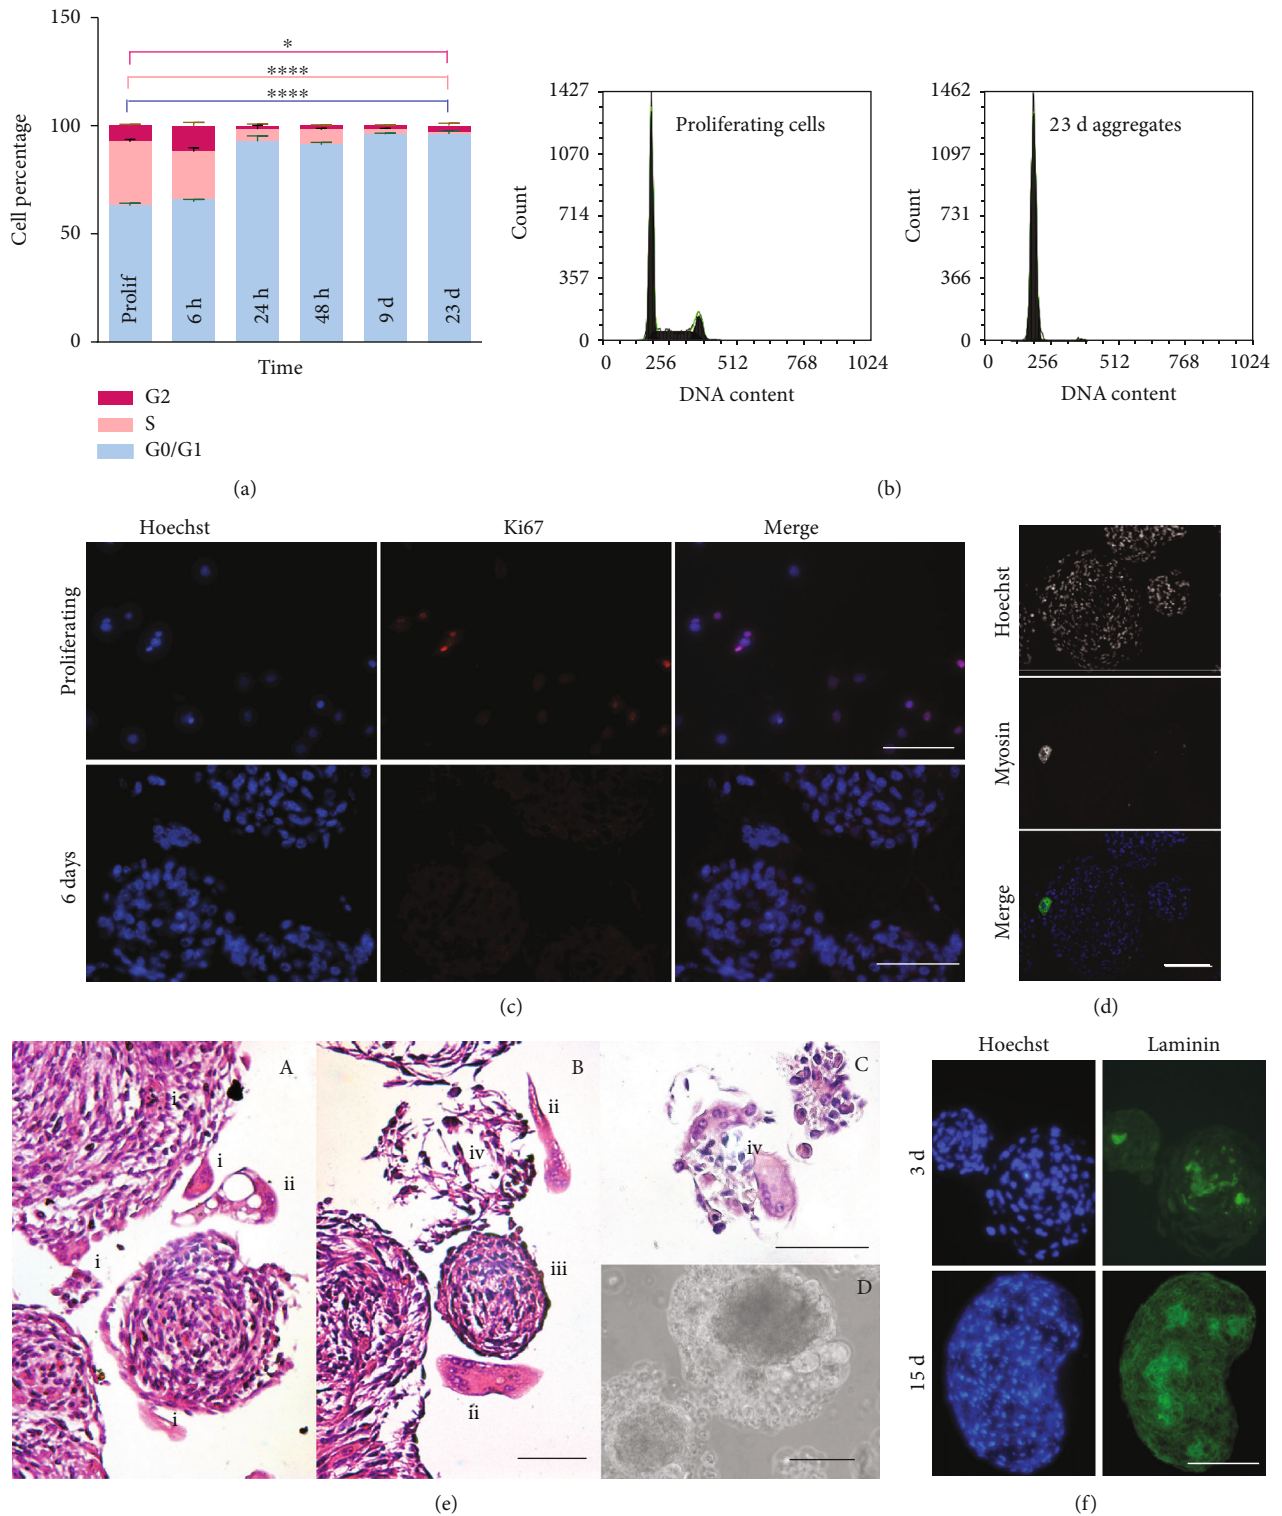 150
100
50
0
Cell percentage
*
****
****
Prolif
6 h
24 h
48 h
9 d
23 d
Time
G2
S
G0/G1
(a)
1427
1070
714
357
0
Count
Proliferating cells
0 256 512 768 1024
DNA content
1462
1097
731
366
0
Count
23 d aggregates
0 256 512 768 1024
DNA content
(b)
Hoechst Ki67 Merge
Proliferating
6 days
(c)
Hoechst
Myosin
Merge
(d)
A
i
i
ii
i
i
B
ii
iv
iii
ii
C
iv
D
(e)
Hoechst Laminin
3 d
15 d
(f)